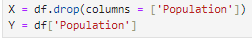 X = df.drop(columns = ['Population'])
Y = df['Population']